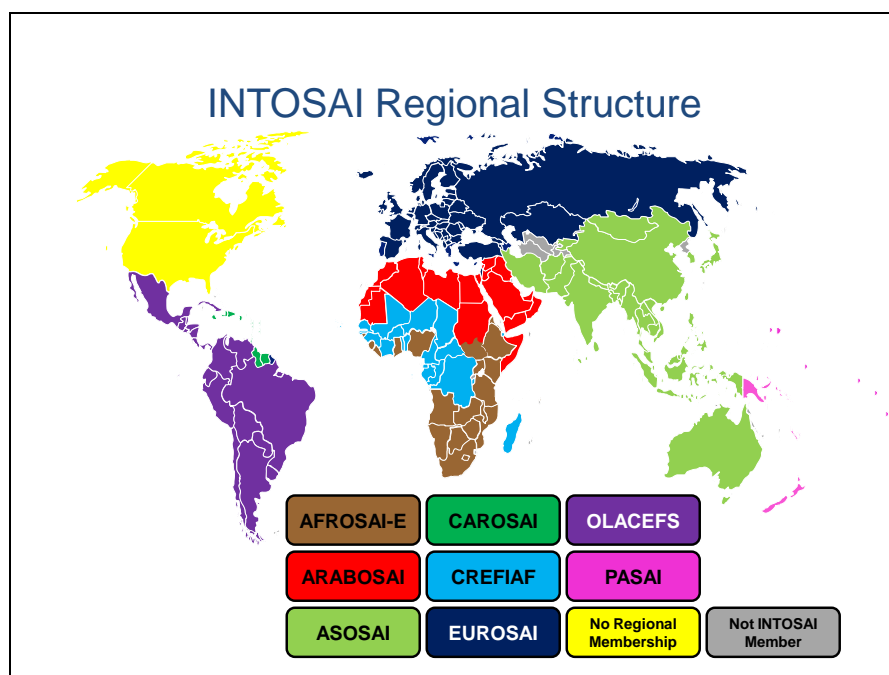 INTOSAI Regional Structure
AFROSAI-E
CAROSAI
OLACEFS
ARABOSAI
CREFIAF
PASAI
ASOSAI
EUROSAI
No Regional
Membership
Not INTOSAI
Member